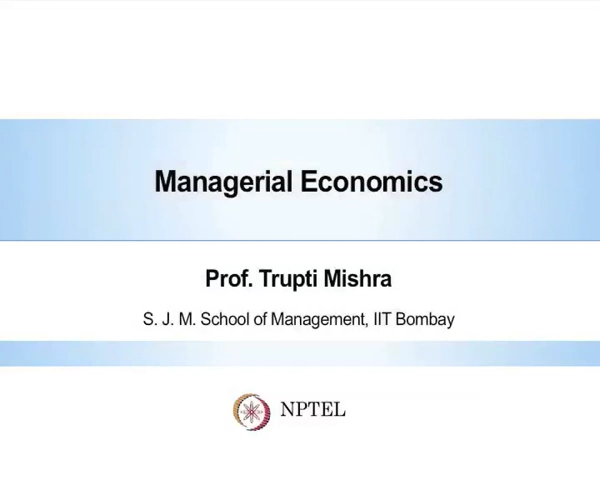 Managerial Economics
Prof. Trupti Mishra
S. J. M. School of Management, IIT Bombay
NPTEL